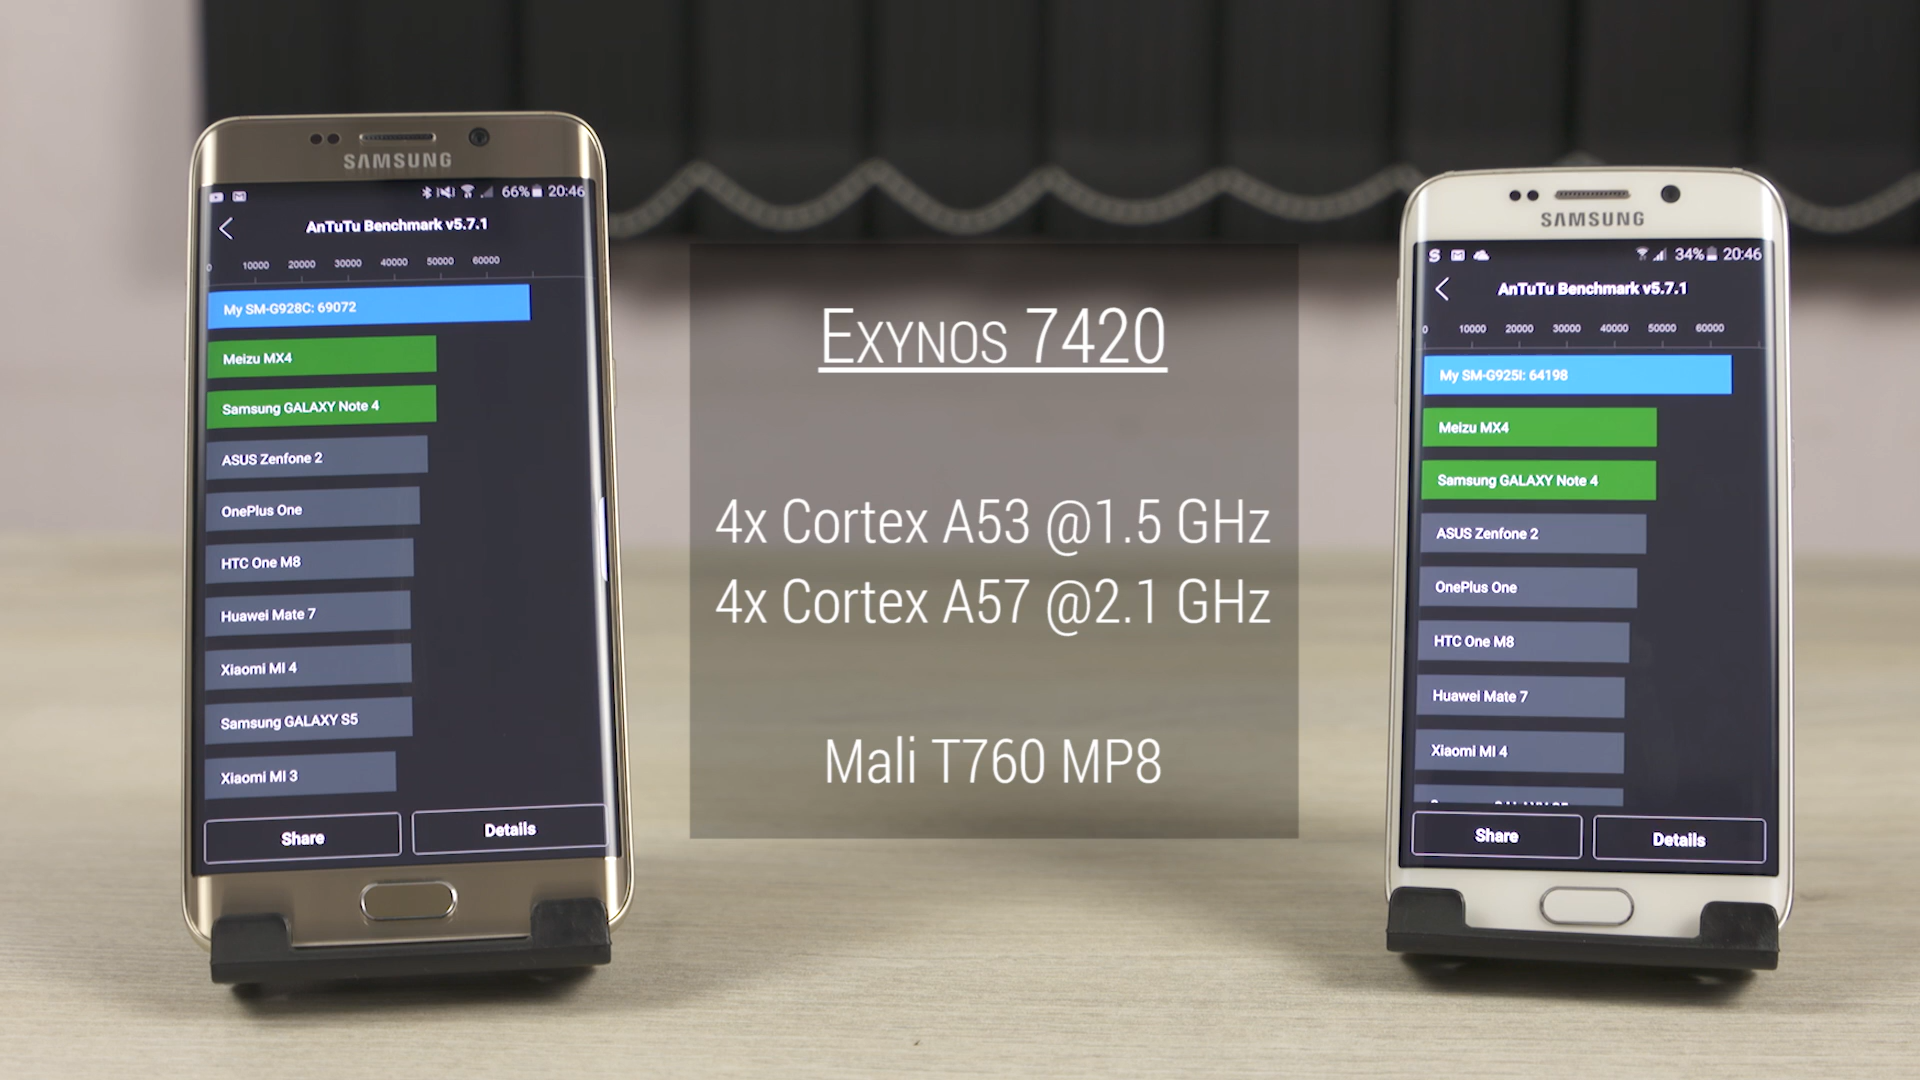 SAMSUNG
66% 20:46
AnTuTu Benchmark v5.7.1
0 10000 20000 30000 40000 50000 60000
My SM-G928C: 69072
Meizu MX4
Samsung GALAXY Note 4
ASUS Zenfone 2
OnePlus One
HTC One M8
Huawei Mate 7
Xiaomi MI 4
Samsung GALAXY S5
Xiaomi MI 3
Share Details
EXYNOS 7420
4x Cortex A53 @1.5 GHz
4x Cortex A57 @2.1 GHz
Mali T760 MP8
SAMSUNG
S 34% 20:46
AnTuTu Benchmark v5.7.1
0 10000 20000 30000 40000 50000 60000
My SM-G925I: 64198
Meizu MX4
Samsung GALAXY Note 4
ASUS Zenfone 2
OnePlus One
HTC One M8
Huawei Mate 7
Xiaomi MI 4
Share Details